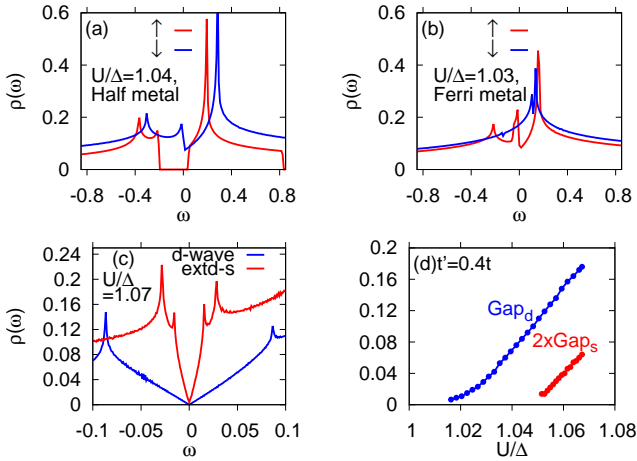 (a)
↑
↓
U/Δ=1.04,
Half metal
ρ(ω)
0.6
0.4
0.2
0
-0.8
-0.4
0
0.4
0.8
ω
(b)
↑
↓
U/Δ=1.03,
Ferri metal
ρ(ω)
0.6
0.4
0.2
0
-0.8
-0.4
0
0.4
0.8
ω
(c)
d-wave
extd-s
U/Δ
=1.07
ρ(ω)
0.24
0.2
0.16
0.12
0.08
0.04
0
-0.1
-0.05
0
0.05
0.1
ω
(d)t'=0.4t
Gap_d
2xGap_s
0.2
0.16
0.12
0.08
0.04
0
1
1.02
1.04
1.06
1.08
U/Δ